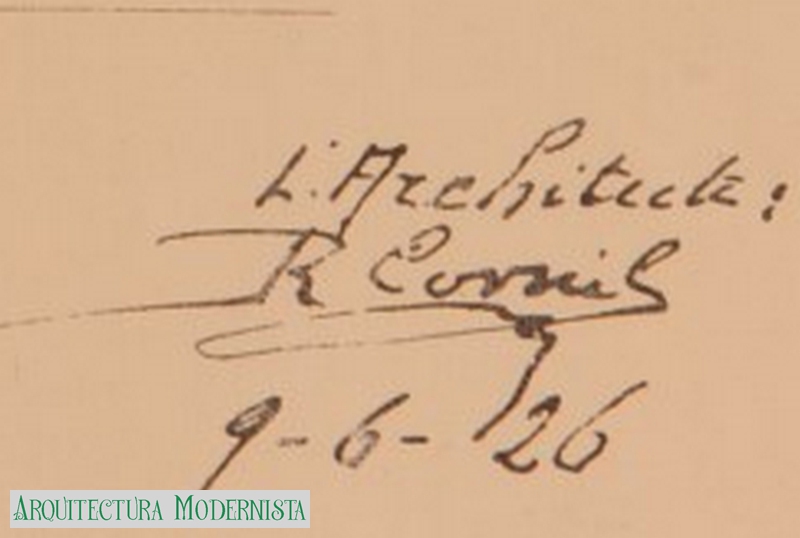 L'Architecte:
R Cornil
9-6-26
ARQUITECTURA MODERNISTA